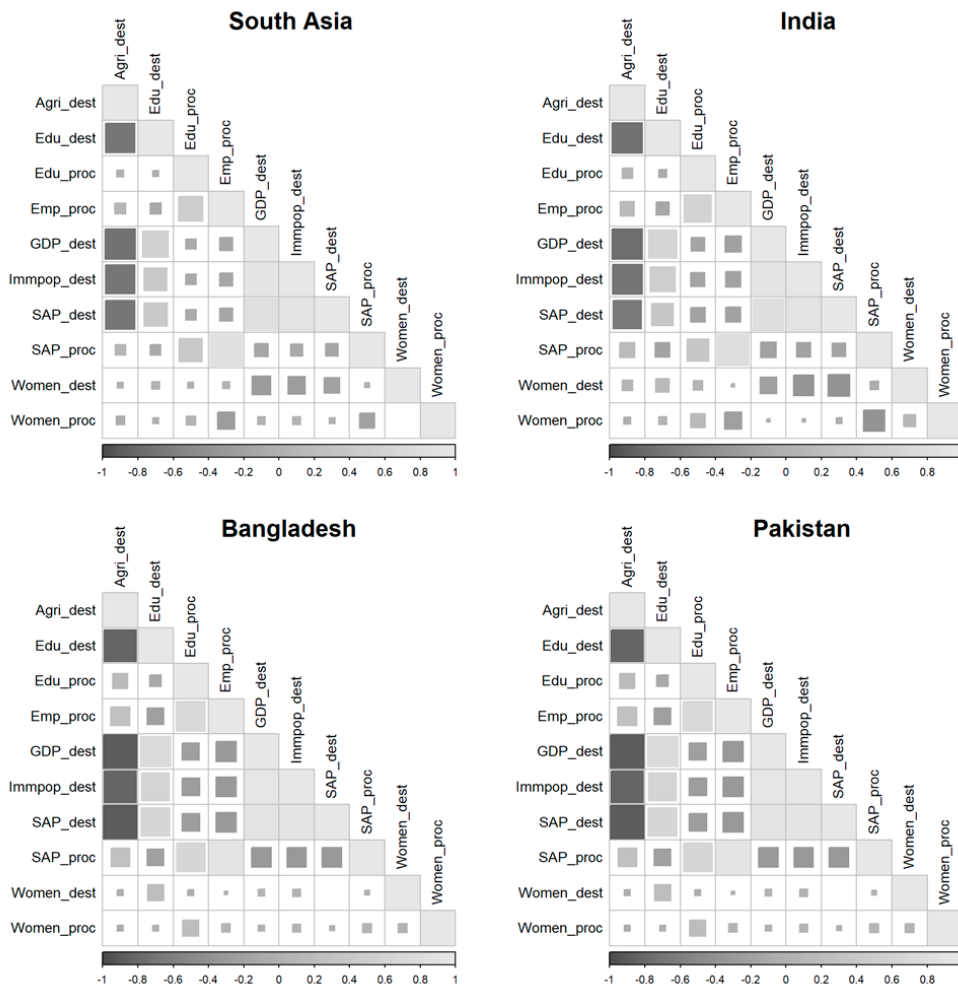 South Asia
Agri_dest
Edu_dest
Edu_proc
Emp_proc
GDP_dest
Immpop_dest
SAP_dest
SAP_proc
Women_dest
Women_proc
Agri_dest
Edu_dest
Edu_proc
Emp_proc
GDP_dest
Immpop_dest
SAP_dest
SAP_proc
Women_dest
Women_proc
-1 -0.8 -0.6 -0.4 -0.2 0 0.2 0.4 0.6 0.8 1
India
Agri_dest
Edu_dest
Edu_proc
Emp_proc
GDP_dest
Immpop_dest
SAP_dest
SAP_proc
Women_dest
Women_proc
Agri_dest
Edu_dest
Edu_proc
Emp_proc
GDP_dest
Immpop_dest
SAP_dest
SAP_proc
Women_dest
Women_proc
-1 -0.8 -0.6 -0.4 -0.2 0 0.2 0.4 0.6 0.8
Bangladesh
Agri_dest
Edu_dest
Edu_proc
Emp_proc
GDP_dest
Immpop_dest
SAP_dest
SAP_proc
Women_dest
Women_proc
Agri_dest
Edu_dest
Edu_proc
Emp_proc
GDP_dest
Immpop_dest
SAP_dest
SAP_proc
Women_dest
Women_proc
-1 -0.8 -0.6 -0.4 -0.2 0 0.2 0.4 0.6 0.8 1
Pakistan
Agri_dest
Edu_dest
Edu_proc
Emp_proc
GDP_dest
Immpop_dest
SAP_dest
SAP_proc
Women_dest
Women_proc
Agri_dest
Edu_dest
Edu_proc
Emp_proc
GDP_dest
Immpop_dest
SAP_dest
SAP_proc
Women_dest
Women_proc
-1 -0.8 -0.6 -0.4 -0.2 0 0.2 0.4 0.6 0.8